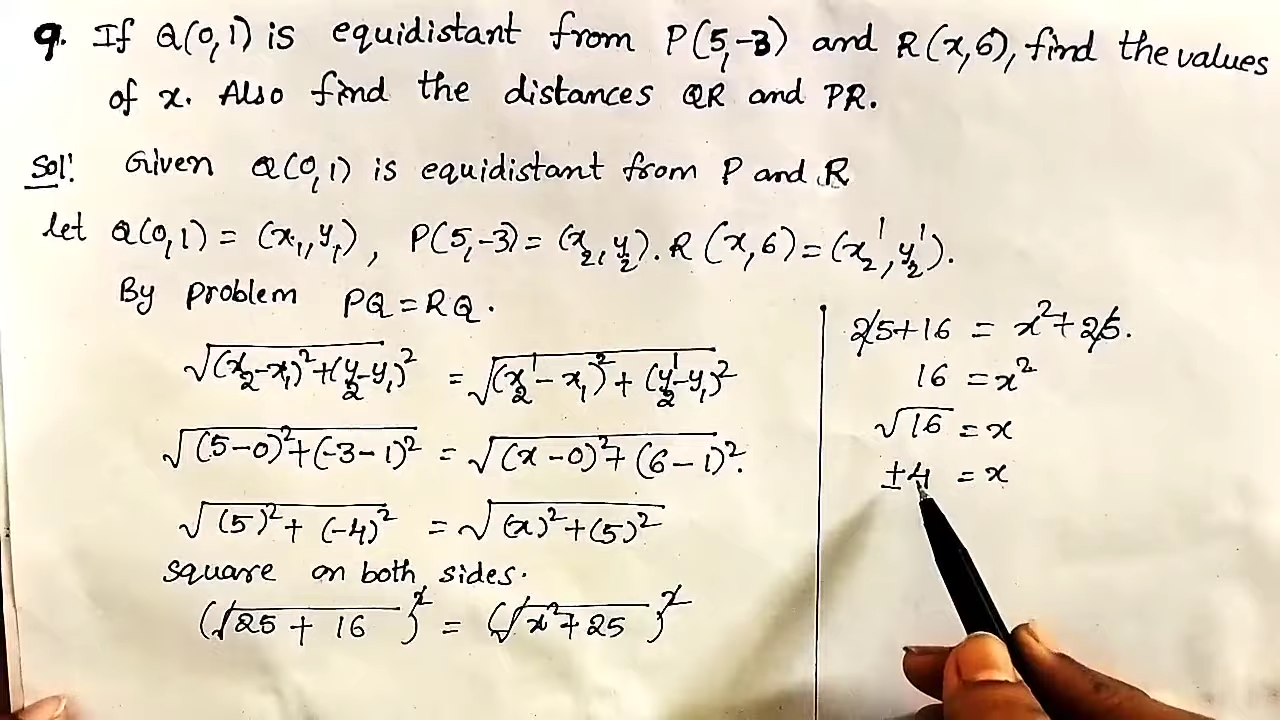 9. If Q(0,1) is equidistant from P(5,-3) and R(x,6), find the values
of x. Also find the distances QR and PR.
Sol: Given Q(0,1) is equidistant from P and R
let Q(0,1) = (x₁,y₁), P(5,-3) = (x₂,y₂). R(x,6) = (x₂',y₂').
By problem PQ = RQ.
√(x₂-x₁)²+(y₂-y₁)² = √(x₂'-x₁)²+(y₂'-y₁)²
√(5-0)²+(-3-1)² = √(x-0)²+(6-1)².
√(5)²+(-4)² = √(x)²+(5)²
square on both sides.
(√25+16)² = (√x²+25)²
25+16 = x²+25.
16 = x²
√16 = x
±4 = x